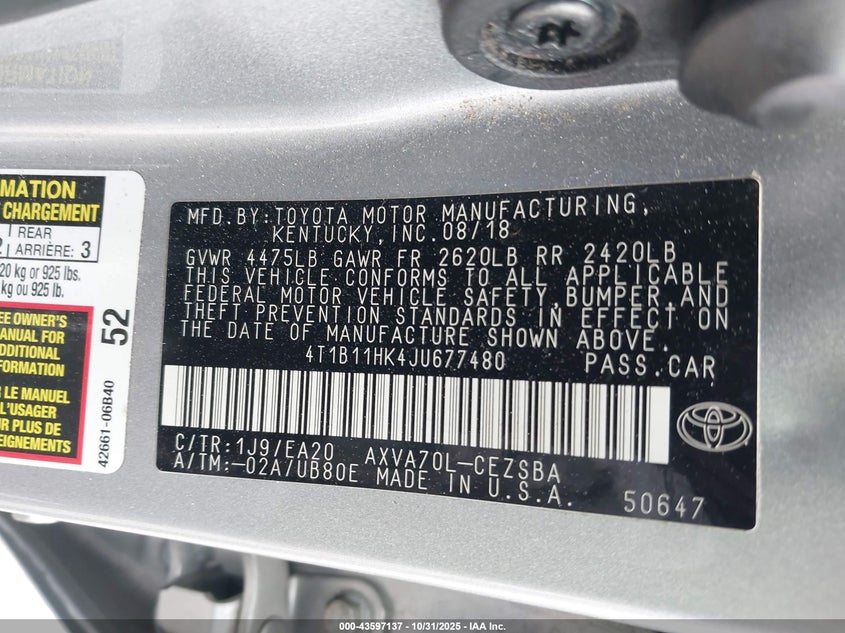 MFD. BY: TOYOTA MOTOR MANUFACTURING,
KENTUCKY, INC. 08/18
GVWR 4475LB GAWR FR 2620LB RR 2420LB
THIS VEHICLE CONFORMS TO ALL APPLICABLE
FEDERAL MOTOR VEHICLE SAFETY, BUMPER, AND
THEFT PREVENTION STANDARDS IN EFFECT ON
THE DATE OF MANUFACTURE SHOWN ABOVE.
4T1B11HK4JU677480 PASS. CAR
C/TR: 1J9/EA20 AXVA70L-CEZSBA
A/TM: -02A/UB80E MADE IN U.S.A.
50647
MATION
CHARGEMENT
REAR
ARRIÈRE: 3
20 kg or 925 lbs.
kg ou 925 lb.
EE OWNER'S
MANUAL FOR
ADDITIONAL
FORMATION
R LE MANUEL
L'USAGER
R PLUS DE
EIGNEMENTS
52
42661-06B40
000-43597137 - 10/31/2025 - IAA Inc.